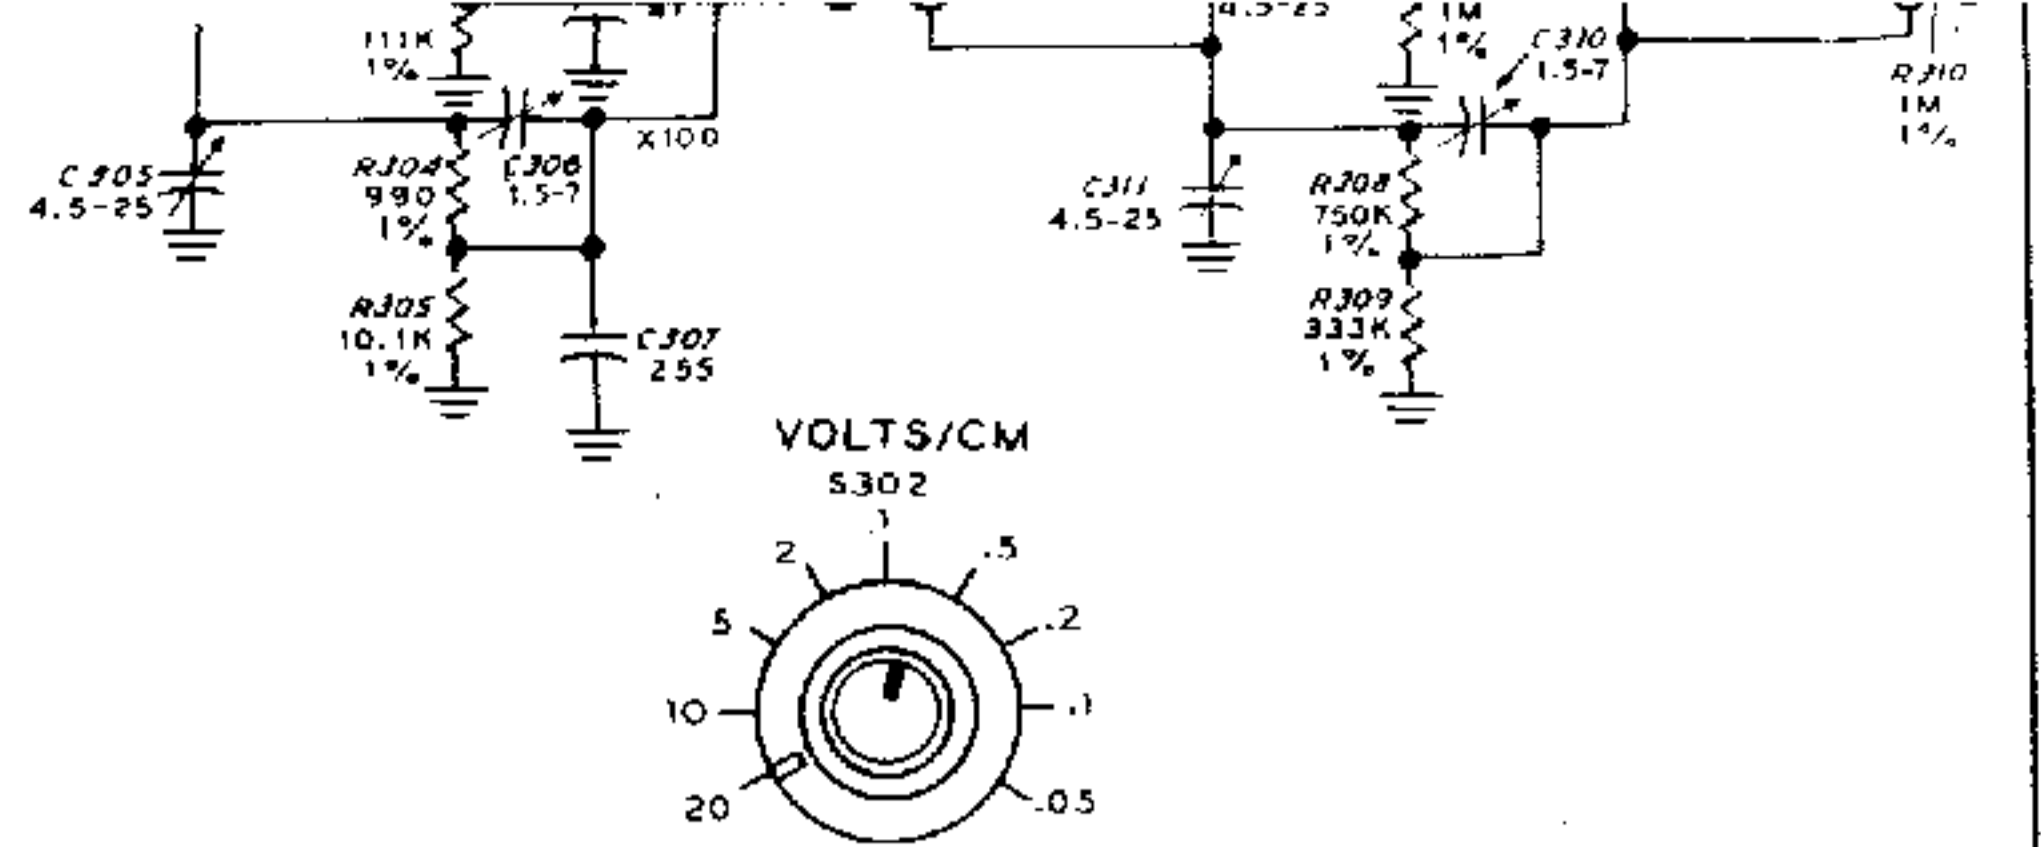 111K
1%
4.5-25
1M
1%
C310
1.5-7
R310
1M
1%
X100
C305
4.5-25
R304
990
1%
C306
1.5-7
C311
4.5-25
R308
750K
1%
R305
10.1K
1%
C307
255
R309
333K
1%
VOLTS/CM
S302
1
2
.5
5
.2
10
.1
20
.05